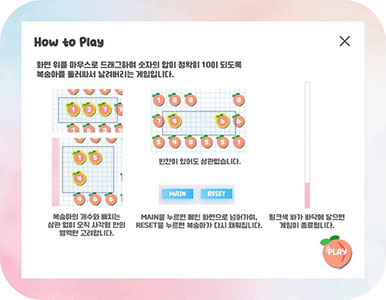 How to Play
화면 위를 마우스로 드래그하여 숫자의 합이 정확히 10이 되도록
복숭아를 둘러싸서 날려버리는 게임입니다.
복숭아의 개수와 배치는
상관 없이 오직 사각형 안의
영역만 고려합니다.
빈칸이 있어도 상관없습니다.
MAIN RESET
MAIN을 누르면 메인 화면으로 넘어가며,
RESET을 누르면 복숭아가 다시 채워집니다.
핑크색 바가 바닥에 닿으면
게임이 종료됩니다.
PLAY